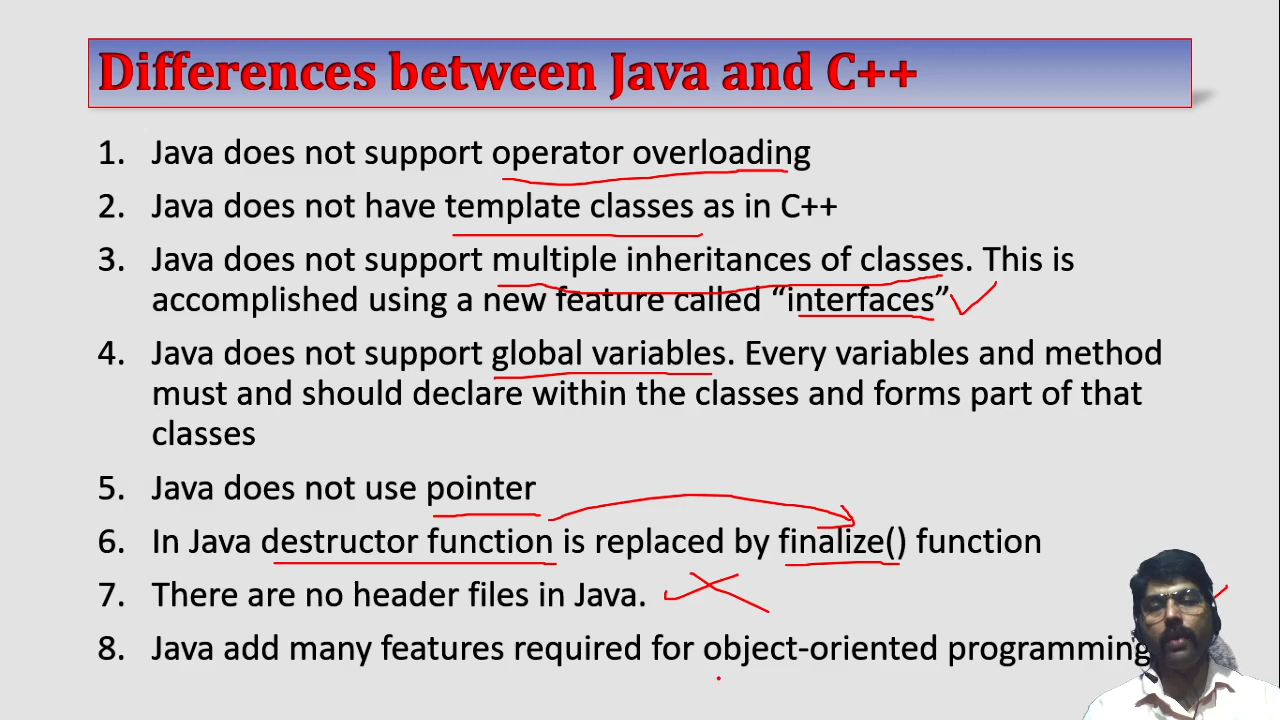 Differences between Java and C++
1. Java does not support operator overloading
2. Java does not have template classes as in C++
3. Java does not support multiple inheritances of classes. This is
accomplished using a new feature called “interfaces”
4. Java does not support global variables. Every variables and method
must and should declare within the classes and forms part of that
classes
5. Java does not use pointer
6. In Java destructor function is replaced by finalize() function
7. There are no header files in Java.
8. Java add many features required for object-oriented programming